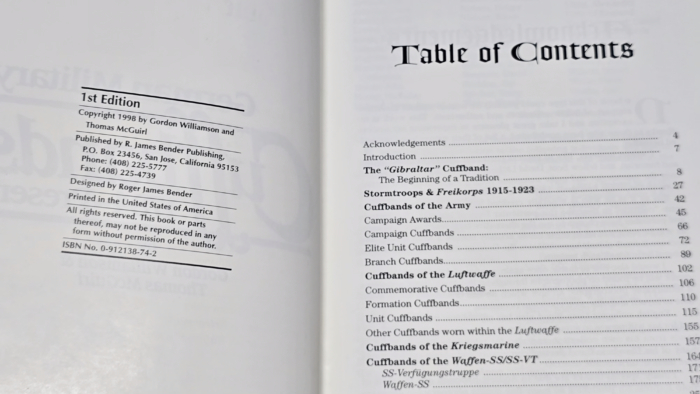 1st Edition
Copyright 1998 by Gordon Williamson and
Thomas McGuirl
Published by R. James Bender Publishing,
P.O. Box 23456, San Jose, California 95153
Phone: (408) 225-5777
Fax: (408) 225-4739
Designed by Roger James Bender
Printed in the United States of America
All rights reserved. This book or parts
thereof, may not be reproduced in any
form without permission of the author.
ISBN No. 0-912138-74-2
Table of Contents
Acknowledgements 4
Introduction 7
The "Gibraltar" Cuffband:
The Beginning of a Tradition 8
Stormtroops & Freikorps 1915-1923 27
Cuffbands of the Army 42
Campaign Awards 45
Campaign Cuffbands 66
Elite Unit Cuffbands 72
Branch Cuffbands 89
Cuffbands of the Luftwaffe 102
Commemorative Cuffbands 106
Formation Cuffbands 110
Unit Cuffbands 115
Other Cuffbands worn within the Luftwaffe 155
Cuffbands of the Kriegsmarine 157
Cuffbands of the Waffen-SS/SS-VT
SS-Verfügungstruppe
Waffen-SS